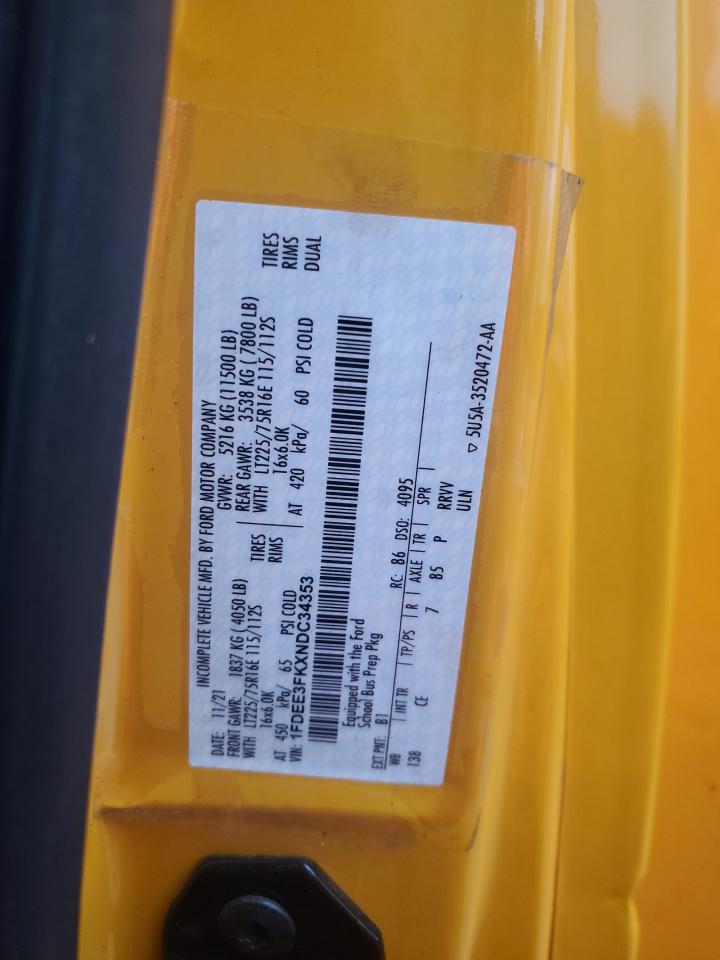 INCOMPLETE VEHICLE MFD. BY FORD MOTOR COMPANY
DATE: 11/21 GVWR: 5216 KG (11500 LB)
FRONT GAWR: 1837 KG (4050 LB) REAR GAWR: 3538 KG (7800 LB)
WITH LT225/75R16E 115/112S TIRES WITH LT225/75R16E 115/112S TIRES
16x6.0K RIMS 16x6.0K RIMS
AT 450 kPa/ 65 PSI COLD AT 420 kPa/ 60 PSI COLD DUAL
VIN: 1FDEE3FKXNDC34353
Equipped with the Ford
School Bus Prep Pkg
EXT PNT: B1 RC: 86 DSO: 4095
WB | INT TR | TP/PS | R | AXLE | TR | SPR |
138 CE 7 85 P RRVV
ULN
▽ 5U5A-3520472-AA